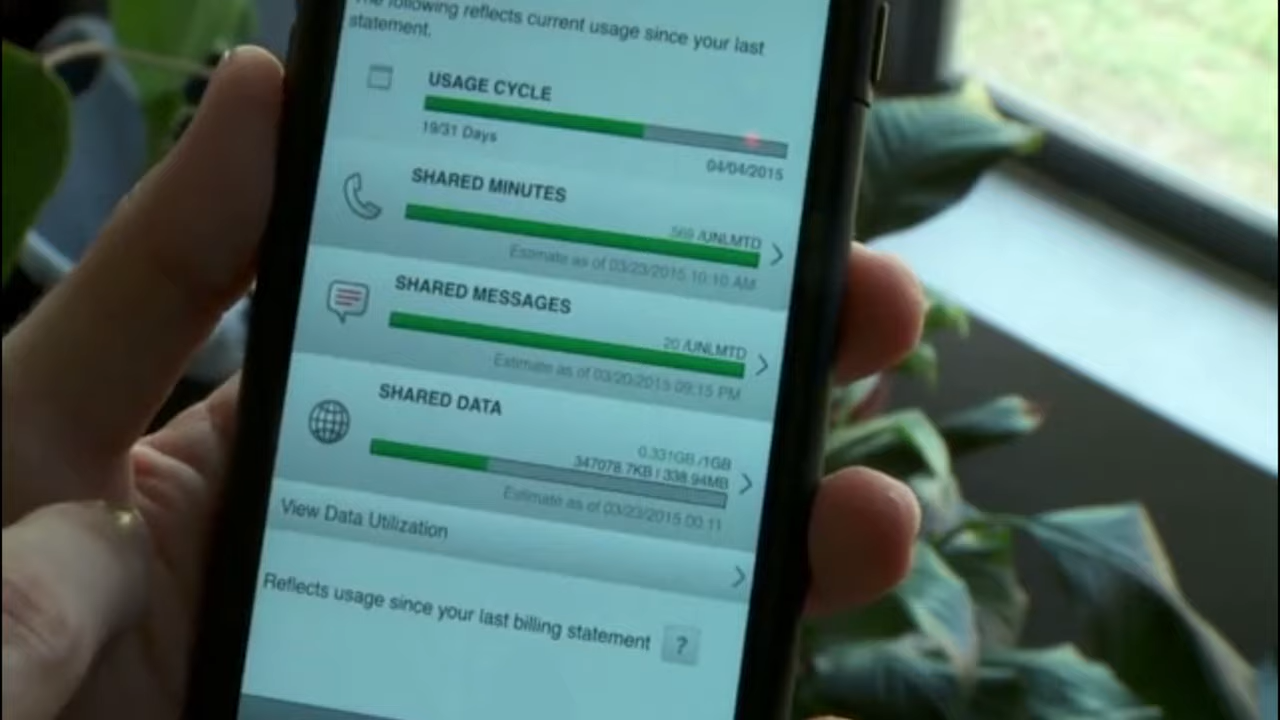 The following reflects current usage since your last
statement.
USAGE CYCLE
19/31 Days
04/04/2015
SHARED MINUTES
569 /UNLMTD
Estimate as of 03/23/2015 10:10 AM
SHARED MESSAGES
20 /UNLMTD
Estimate as of 03/20/2015 09:15 PM
SHARED DATA
0.331GB /1GB
347078.7KB | 338.94MB
Estimate as of 03/23/2015 00:11
View Data Utilization
Reflects usage since your last billing statement ?